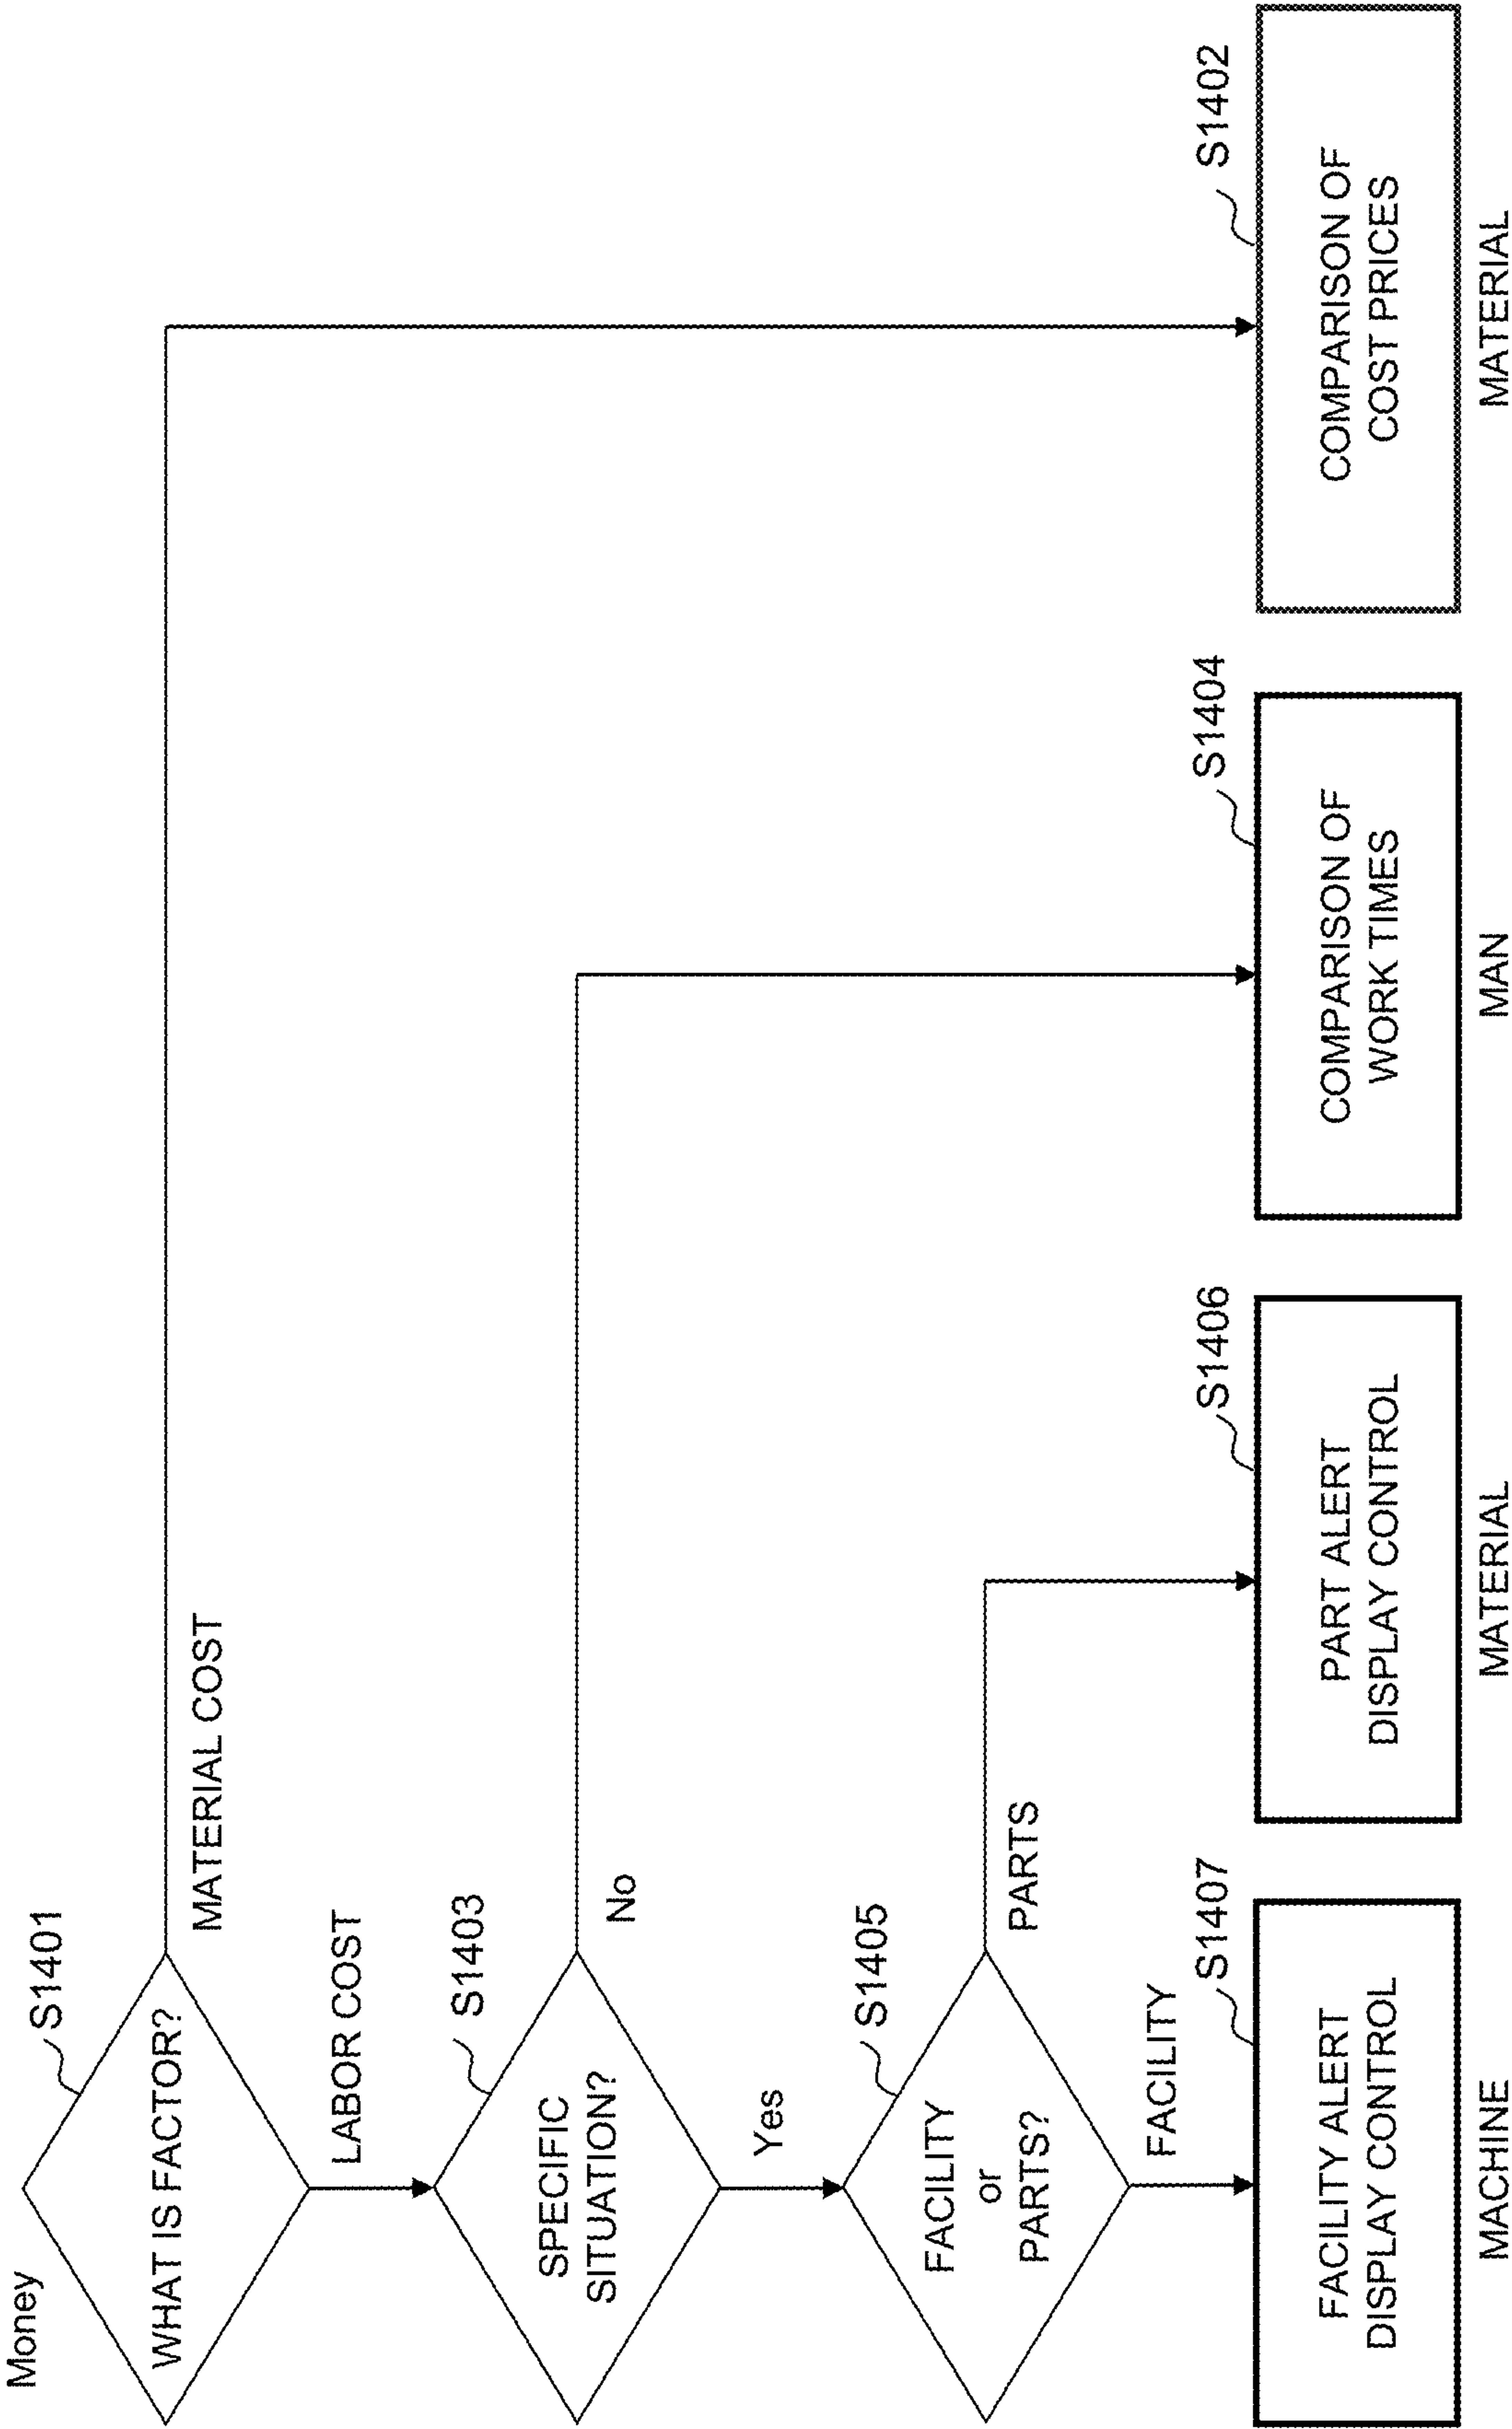 Money
S1401
WHAT IS FACTOR?
MATERIAL COST
LABOR COST
S1403
SPECIFIC
SITUATION?
No
Yes
S1405
FACILITY
or
PARTS?
PARTS
FACILITY
S1407
FACILITY ALERT
DISPLAY CONTROL
MACHINE
S1406
PART ALERT
DISPLAY CONTROL
MATERIAL
S1404
COMPARISON OF
WORK TIMES
MAN
S1402
COMPARISON OF
COST PRICES
MATERIAL